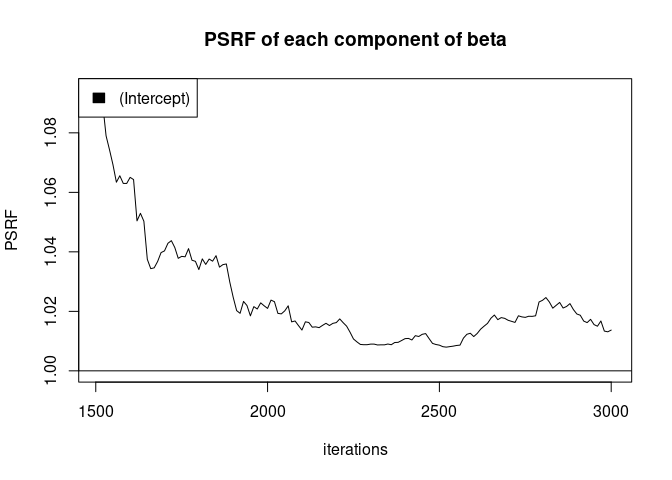 PSRF of each component of beta
(Intercept)
PSRF
1.08
1.06
1.04
1.02
1.00
1500 2000 2500 3000
iterations